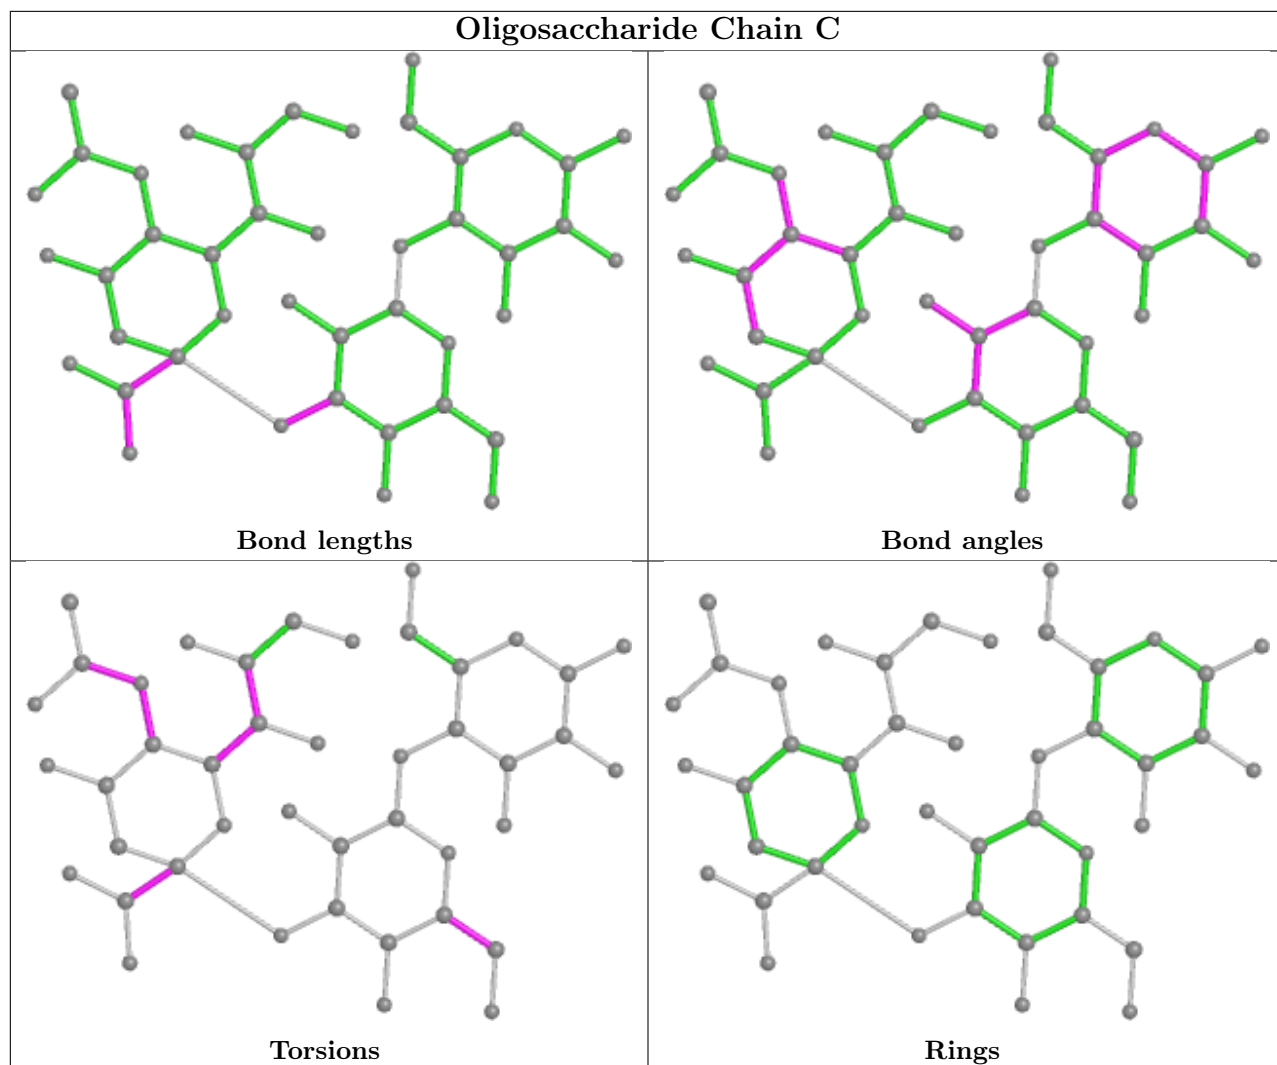 Oligosaccharide Chain C
Bond lengths
Bond angles
Torsions
Rings